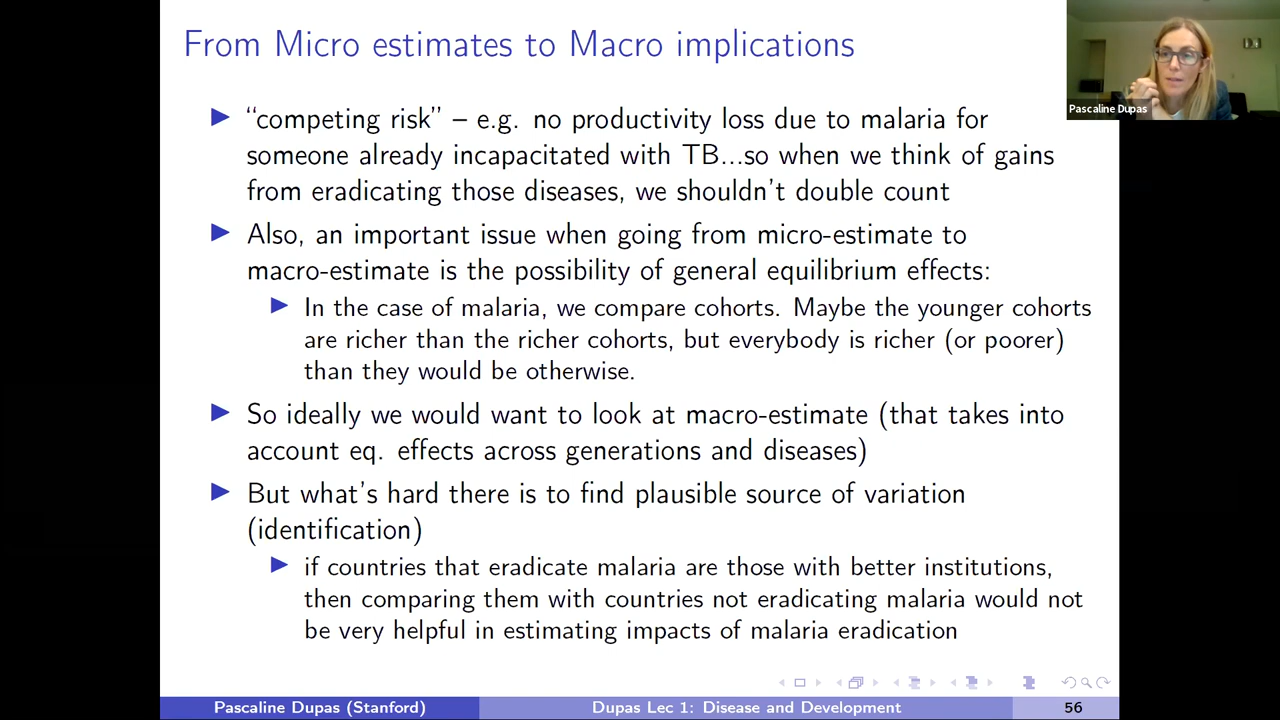 From Micro estimates to Macro implications
Pascaline Dupas
▶ “competing risk” – e.g. no productivity loss due to malaria for
someone already incapacitated with TB...so when we think of gains
from eradicating those diseases, we shouldn’t double count
▶ Also, an important issue when going from micro-estimate to
macro-estimate is the possibility of general equilibrium effects:
▶ In the case of malaria, we compare cohorts. Maybe the younger cohorts
are richer than the richer cohorts, but everybody is richer (or poorer)
than they would be otherwise.
▶ So ideally we would want to look at macro-estimate (that takes into
account eq. effects across generations and diseases)
▶ But what’s hard there is to find plausible source of variation
(identification)
▶ if countries that eradicate malaria are those with better institutions,
then comparing them with countries not eradicating malaria would not
be very helpful in estimating impacts of malaria eradication
Pascaline Dupas (Stanford) Dupas Lec 1: Disease and Development 56